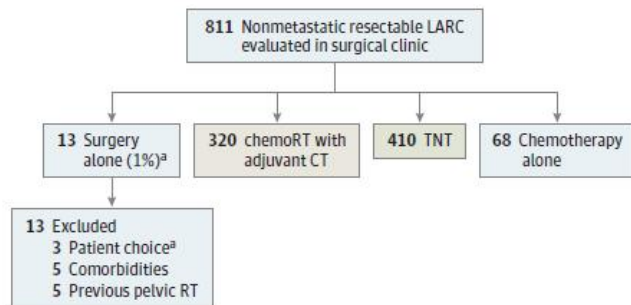 811 Nonmetastatic resectable LARC
evaluated in surgical clinic
13 Surgery
alone (1%)a
320 chemoRT with
adjuvant CT
410 TNT
68 Chemotherapy
alone
13 Excluded
3 Patient choicea
5 Comorbidities
5 Previous pelvic RT